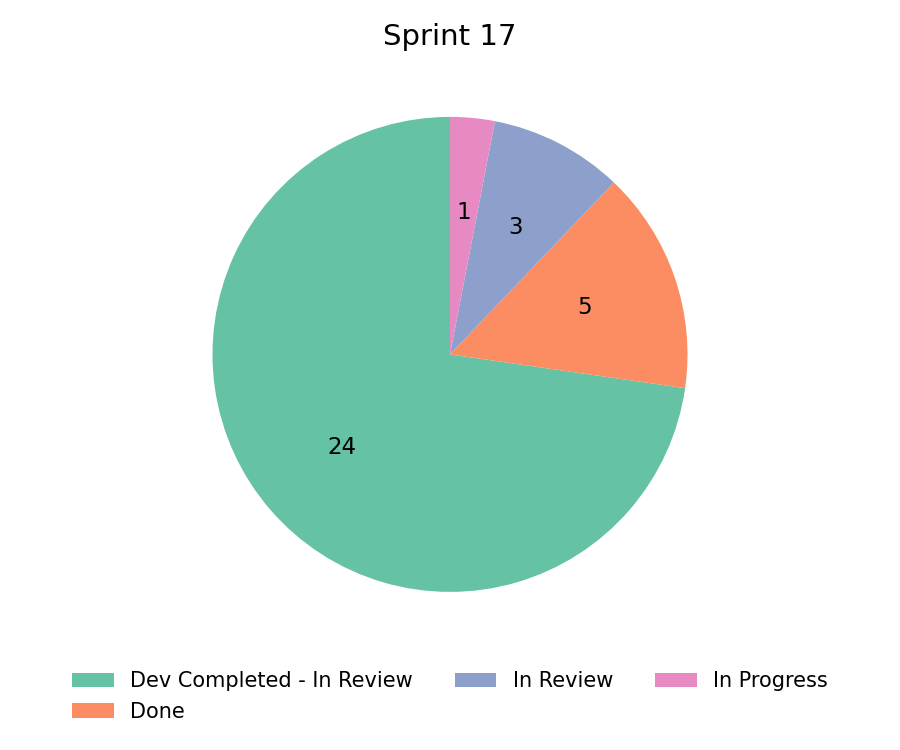 Sprint 17
1
3
5
24
Dev Completed - In Review
In Review
In Progress
Done